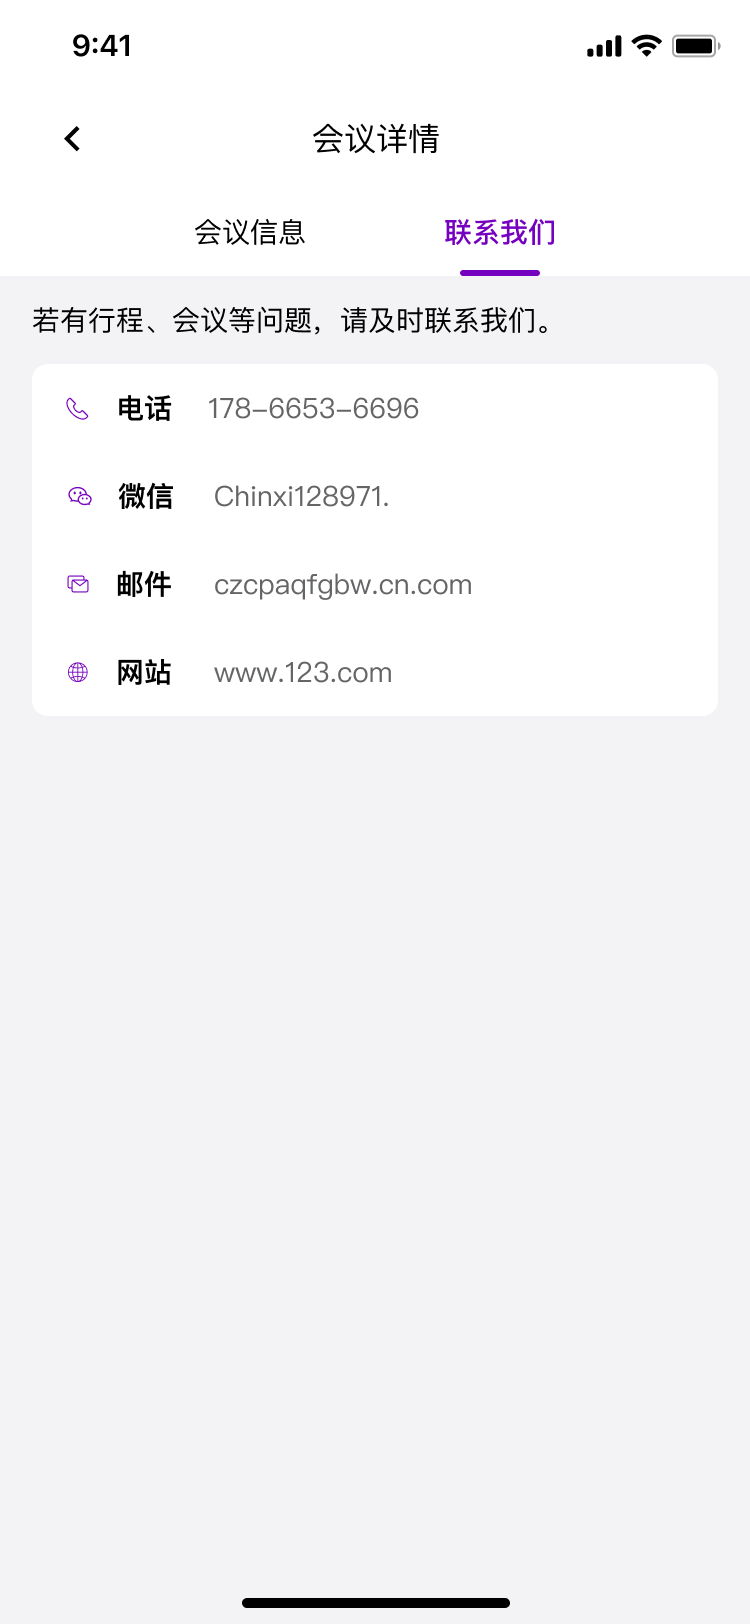 9:41
会议详情
会议信息 联系我们
若有行程、会议等问题，请及时联系我们。
电话 178-6653-6696
微信 Chinxi128971.
邮件 czcpaqfgbw.cn.com
网站 www.123.com